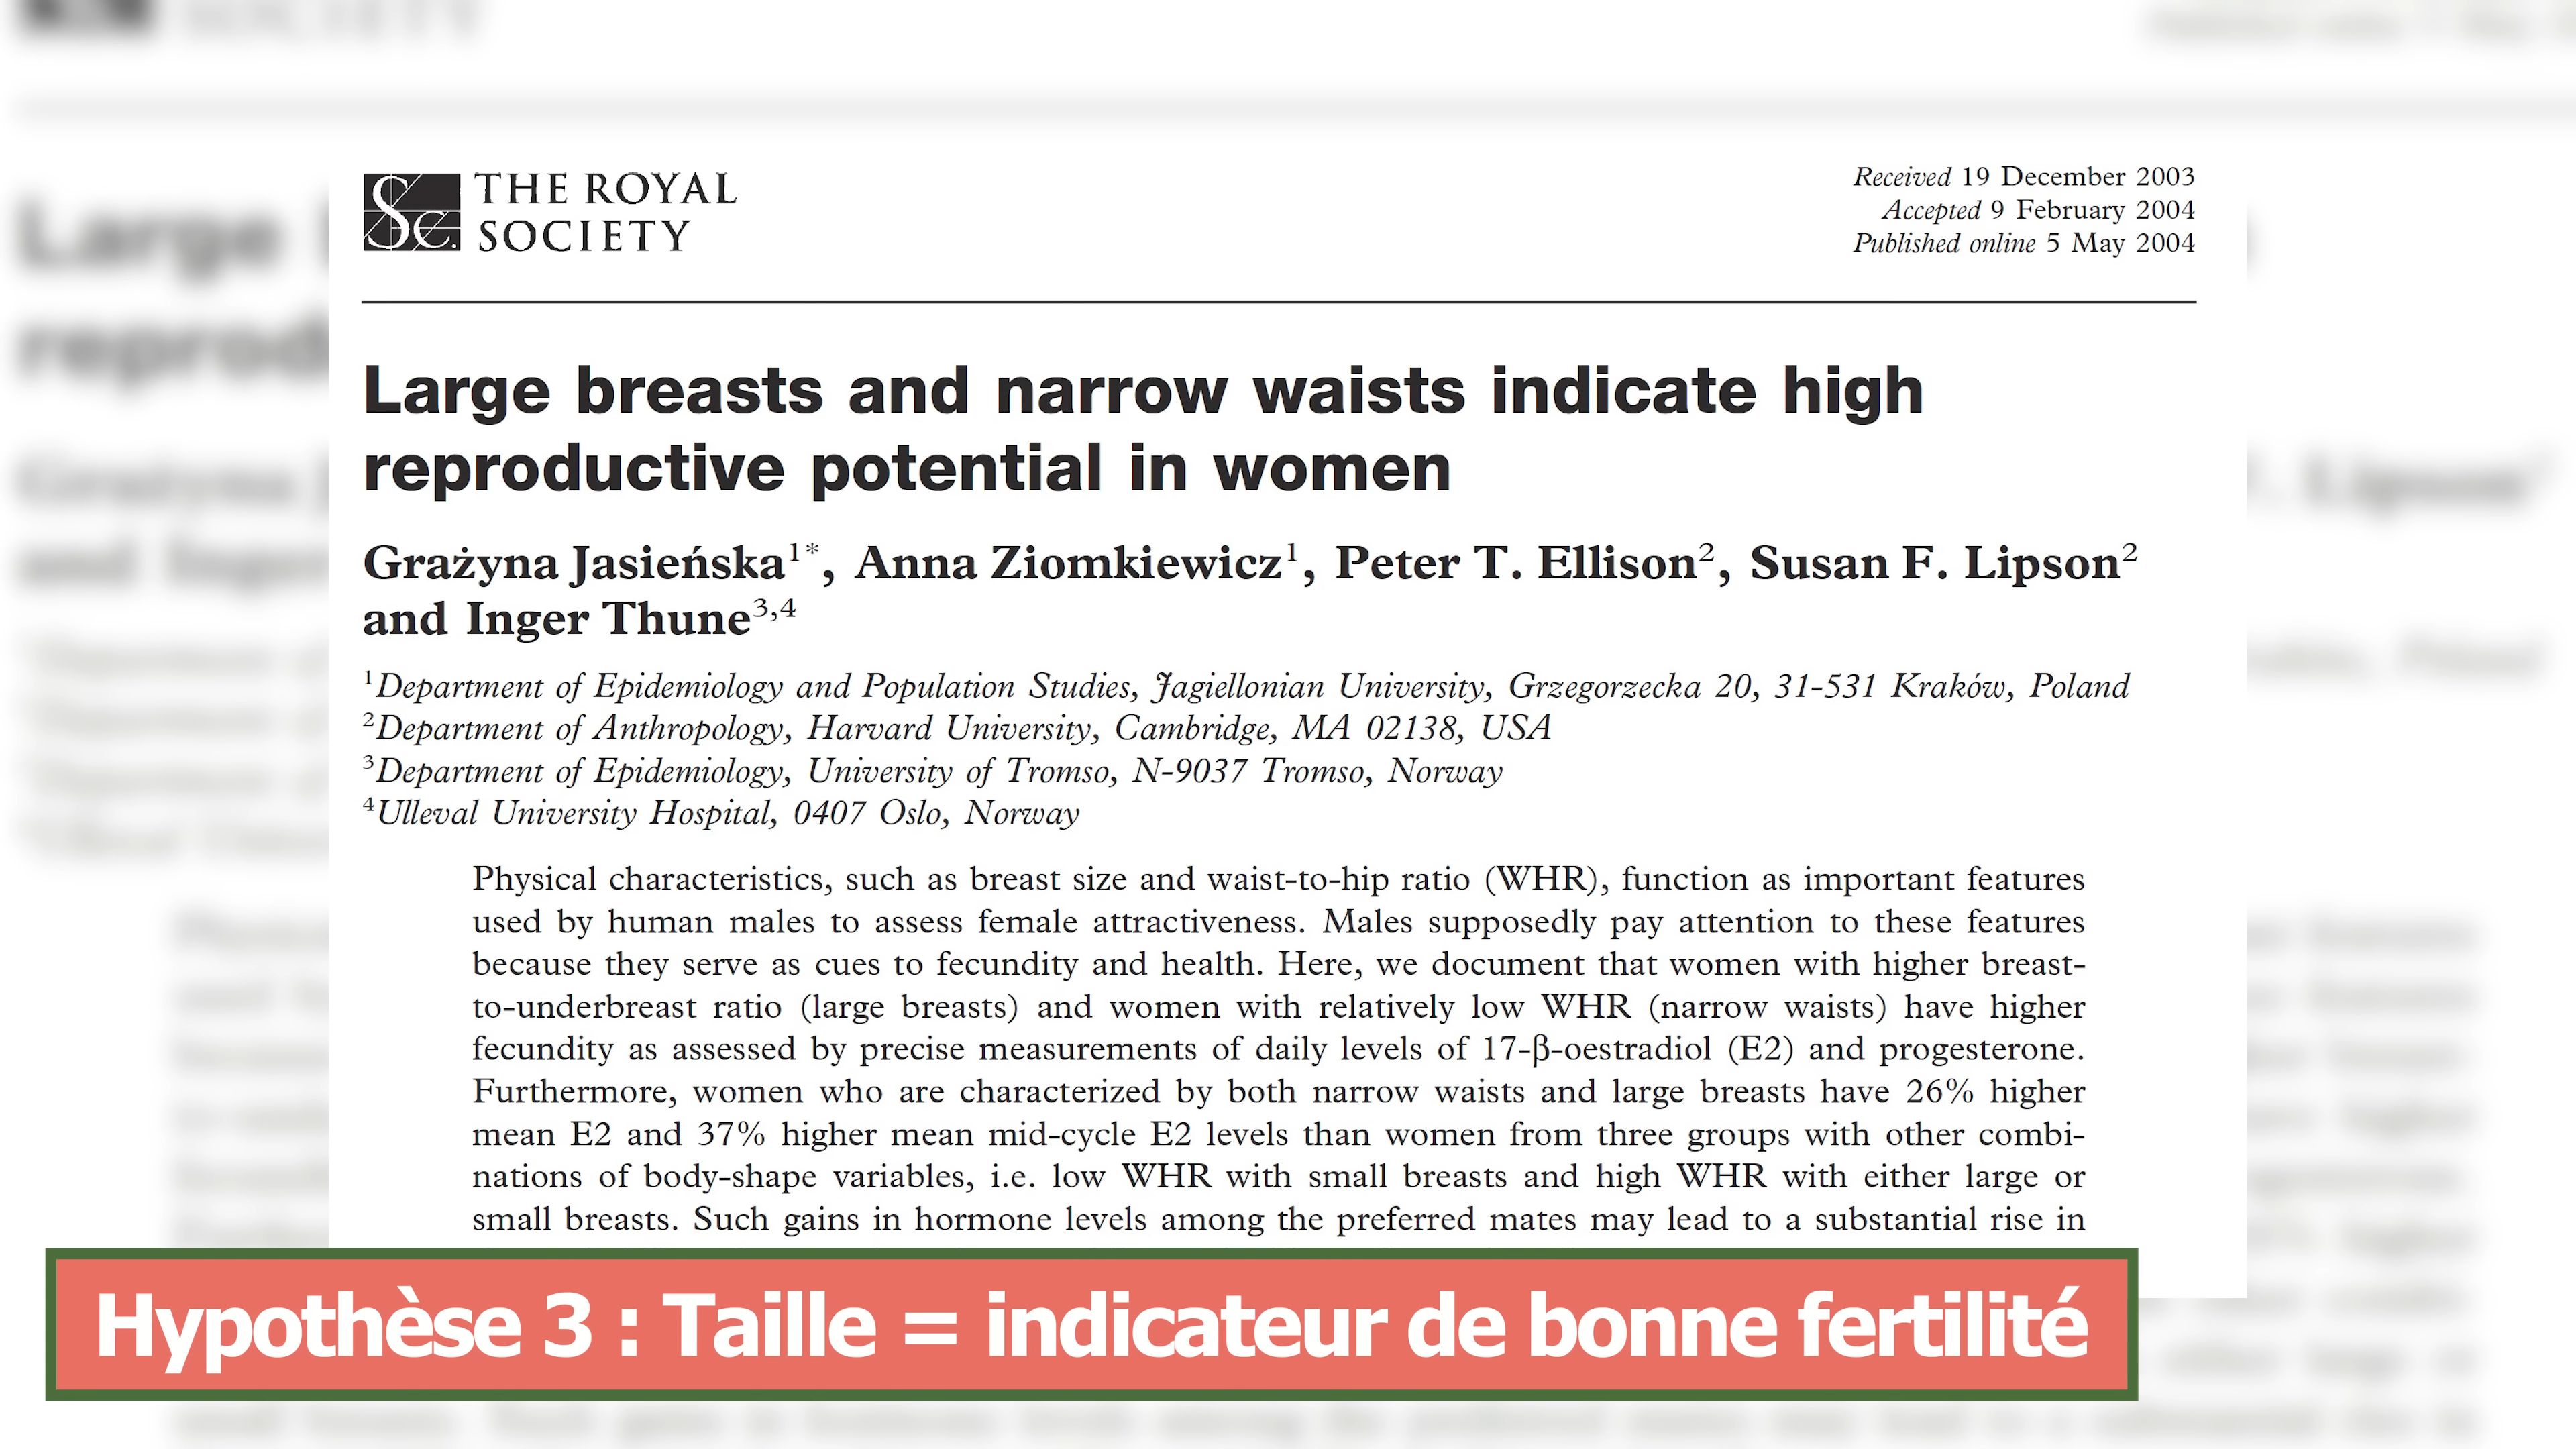 THE ROYAL
SOCIETY
Received 19 December 2003
Accepted 9 February 2004
Published online 5 May 2004
Large breasts and narrow waists indicate high
reproductive potential in women
Grażyna Jasieńska1*, Anna Ziomkiewicz1, Peter T. Ellison2, Susan F. Lipson2
and Inger Thune3,4
1Department of Epidemiology and Population Studies, Jagiellonian University, Grzegorzecka 20, 31-531 Kraków, Poland
2Department of Anthropology, Harvard University, Cambridge, MA 02138, USA
3Department of Epidemiology, University of Tromso, N-9037 Tromso, Norway
4Ulleval University Hospital, 0407 Oslo, Norway
Physical characteristics, such as breast size and waist-to-hip ratio (WHR), function as important features
used by human males to assess female attractiveness. Males supposedly pay attention to these features
because they serve as cues to fecundity and health. Here, we document that women with higher breast-
to-underbreast ratio (large breasts) and women with relatively low WHR (narrow waists) have higher
fecundity as assessed by precise measurements of daily levels of 17-β-oestradiol (E2) and progesterone.
Furthermore, women who are characterized by both narrow waists and large breasts have 26% higher
mean E2 and 37% higher mean mid-cycle E2 levels than women from three groups with other combi-
nations of body-shape variables, i.e. low WHR with small breasts and high WHR with either large or
small breasts. Such gains in hormone levels among the preferred mates may lead to a substantial rise in
Hypothèse 3 : Taille = indicateur de bonne fertilité